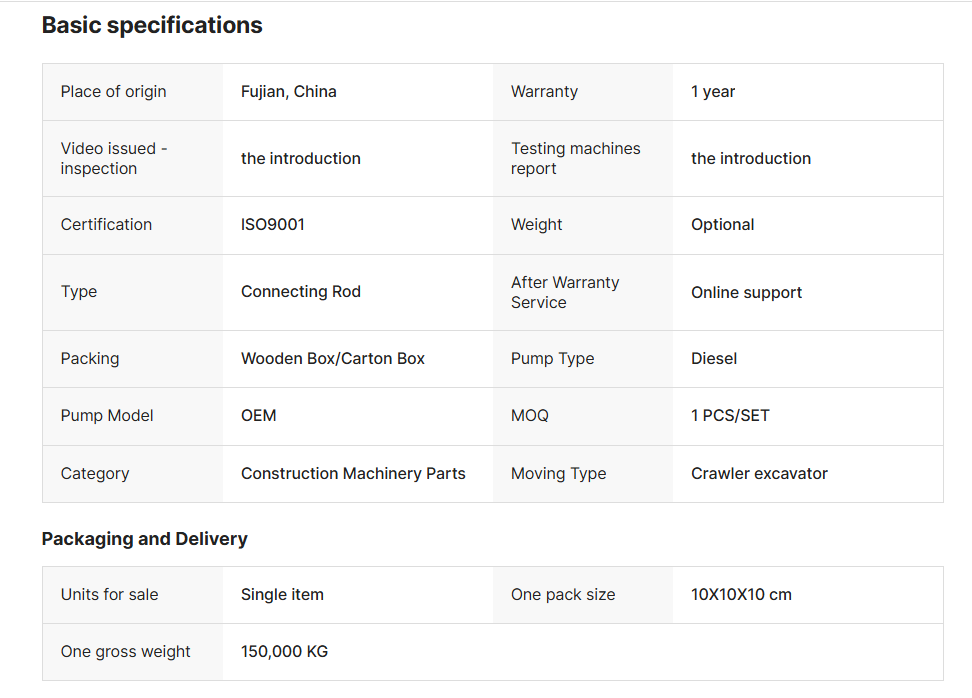 Basic specifications
Place of origin
Fujian, China
Warranty
1 year
Video issued -
inspection
the introduction
Testing machines
report
the introduction
Certification
ISO9001
Weight
Optional
Type
Connecting Rod
After Warranty
Service
Online support
Packing
Wooden Box/Carton Box
Pump Type
Diesel
Pump Model
OEM
MOQ
1 PCS/SET
Category
Construction Machinery Parts
Moving Type
Crawler excavator
Packaging and Delivery
Units for sale
Single item
One pack size
10X10X10 cm
One gross weight
150,000 KG